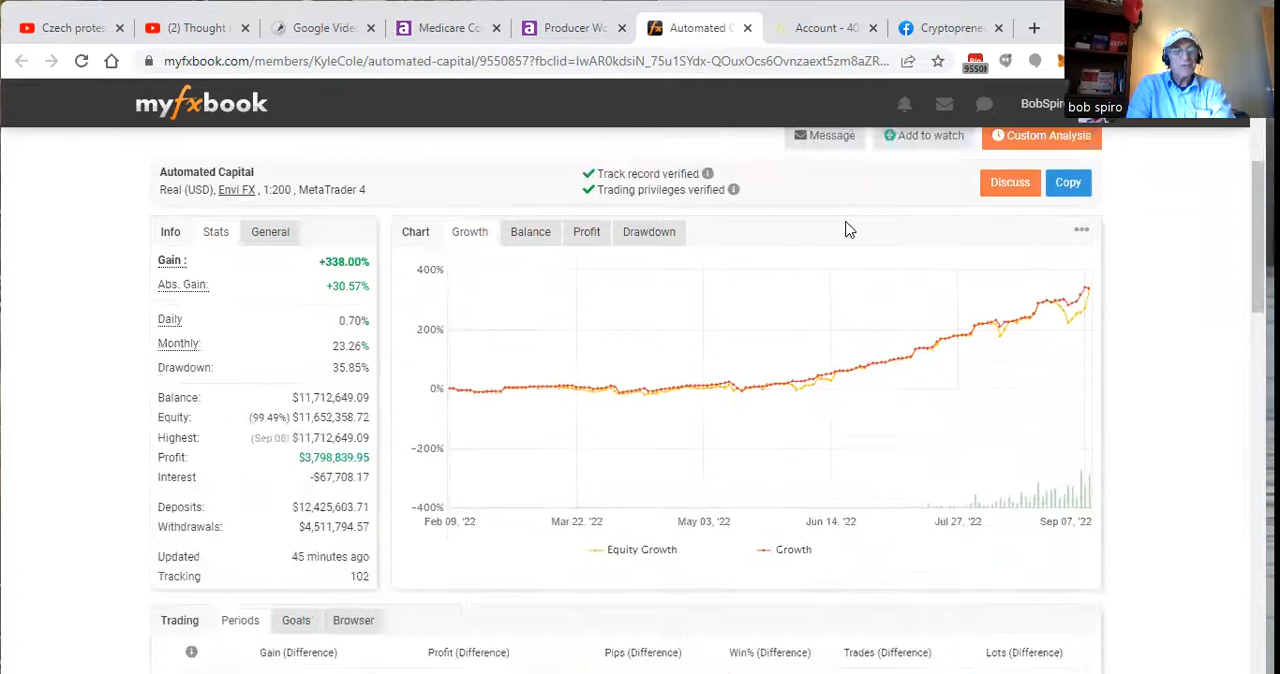 Czech protes
(2) Thought
Google Vide
Medicare Co
Producer Wo
Automated C
Account - 40
Cryptoprene
myfxbook.com/members/KyleCole/automated-capital/9550857?fbclid=IwAR0kdsiN_75u1SYdx-QOuxOcs6Ovnzaext5zm8aZR...
9550
myfxbook
BobSpir
bob spiro
Message
Add to watch
Custom Analysis
Automated Capital
Real (USD), Envi FX , 1:200 , MetaTrader 4
Track record verified
Trading privileges verified
Discuss
Copy
Info Stats General
Gain : +338.00%
Abs. Gain: +30.57%
Daily 0.70%
Monthly: 23.26%
Drawdown: 35.85%
Balance: $11,712,649.09
Equity: (99.49%) $11,652,358.72
Highest: (Sep 08) $11,712,649.09
Profit: $3,798,839.95
Interest -$67,708.17
Deposits: $12,425,603.71
Withdrawals: $4,511,794.57
Updated 45 minutes ago
Tracking 102
Chart Growth Balance Profit Drawdown
400%
200%
0%
-200%
-400%
Feb 09, '22 Mar 22, '22 May 03, '22 Jun 14, '22 Jul 27, '22 Sep 07, '22
Equity Growth Growth
Trading Periods Goals Browser
Gain (Difference) Profit (Difference) Pips (Difference) Win% (Difference) Trades (Difference) Lots (Difference)